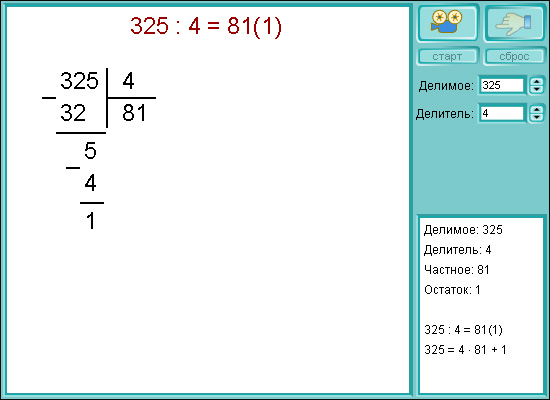 325 : 4 = 81(1)
325 4
32 81
5
4
1
старт сброс
Делимое: 325
Делитель: 4
Делимое: 325
Делитель: 4
Частное: 81
Остаток: 1
325 : 4 = 81(1)
325 = 4 · 81 + 1